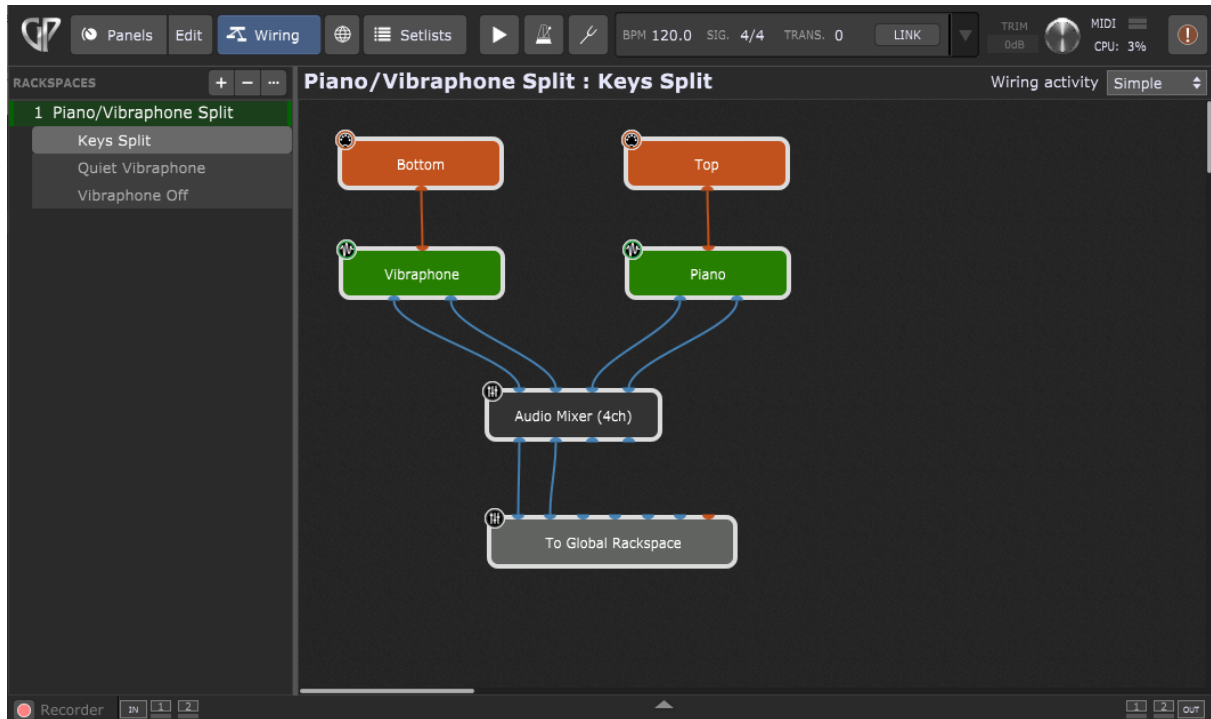 GP Panels Edit Wiring Setlists BPM 120.0 SIG. 4/4 TRANS. 0 LINK TRIM 0dB MIDI CPU: 3%
RACKSPACES + − ... Piano/Vibraphone Split : Keys Split Wiring activity Simple
1 Piano/Vibraphone Split
Keys Split
Quiet Vibraphone
Vibraphone Off
Bottom Top
Vibraphone Piano
Audio Mixer (4ch)
To Global Rackspace
Recorder IN 1 2 1 2 OUT